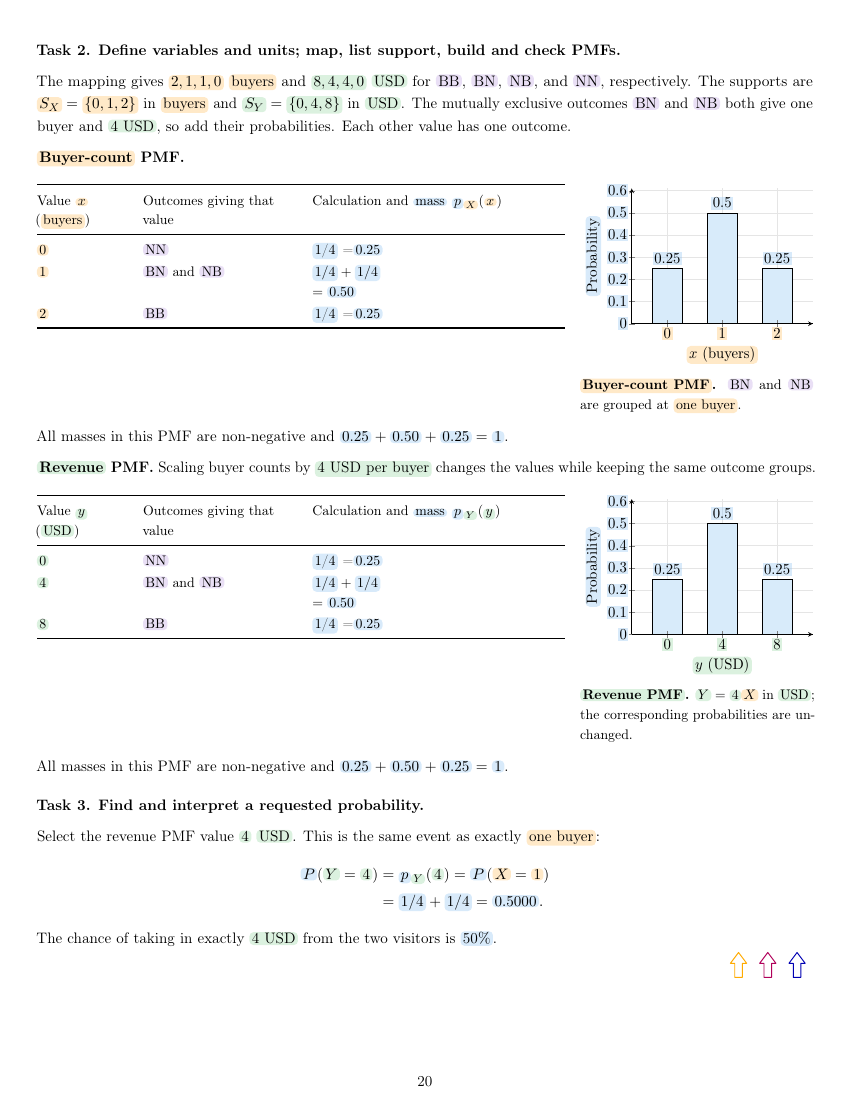 Task 2. Define variables and units; map, list support, build and check PMFs.
The mapping gives 2, 1, 1, 0 buyers and 8, 4, 4, 0 USD for BB, BN, NB, and NN, respectively. The supports are
S_X = {0, 1, 2} in buyers and S_Y = {0, 4, 8} in USD. The mutually exclusive outcomes BN and NB both give one
buyer and 4 USD, so add their probabilities. Each other value has one outcome.
Buyer-count PMF.
Value x Outcomes giving that Calculation and mass p_X(x)
(buyers) value
0 NN 1/4 = 0.25
1 BN and NB 1/4 + 1/4
= 0.50
2 BB 1/4 = 0.25
0.6
0.5
0.4
0.3
0.2
0.1
0
Probability
0.25 0.5 0.25
0 1 2
x (buyers)
Buyer-count PMF. BN and NB
are grouped at one buyer.
All masses in this PMF are non-negative and 0.25 + 0.50 + 0.25 = 1.
Revenue PMF. Scaling buyer counts by 4 USD per buyer changes the values while keeping the same outcome groups.
Value y Outcomes giving that Calculation and mass p_Y(y)
(USD) value
0 NN 1/4 = 0.25
4 BN and NB 1/4 + 1/4
= 0.50
8 BB 1/4 = 0.25
0.6
0.5
0.4
0.3
0.2
0.1
0
Probability
0.25 0.5 0.25
0 4 8
y (USD)
Revenue PMF. Y = 4X in USD;
the corresponding probabilities are un-
changed.
All masses in this PMF are non-negative and 0.25 + 0.50 + 0.25 = 1.
Task 3. Find and interpret a requested probability.
Select the revenue PMF value 4 USD. This is the same event as exactly one buyer:
P(Y = 4) = p_Y(4) = P(X = 1)
= 1/4 + 1/4 = 0.5000.
The chance of taking in exactly 4 USD from the two visitors is 50%.
20